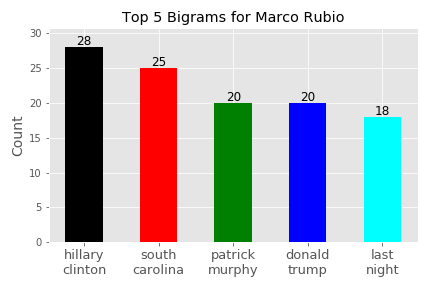 Top 5 Bigrams for Marco Rubio
Count
30
25
20
15
10
5
0
28
25
20
20
18
hillary
clinton
south
carolina
patrick
murphy
donald
trump
last
night